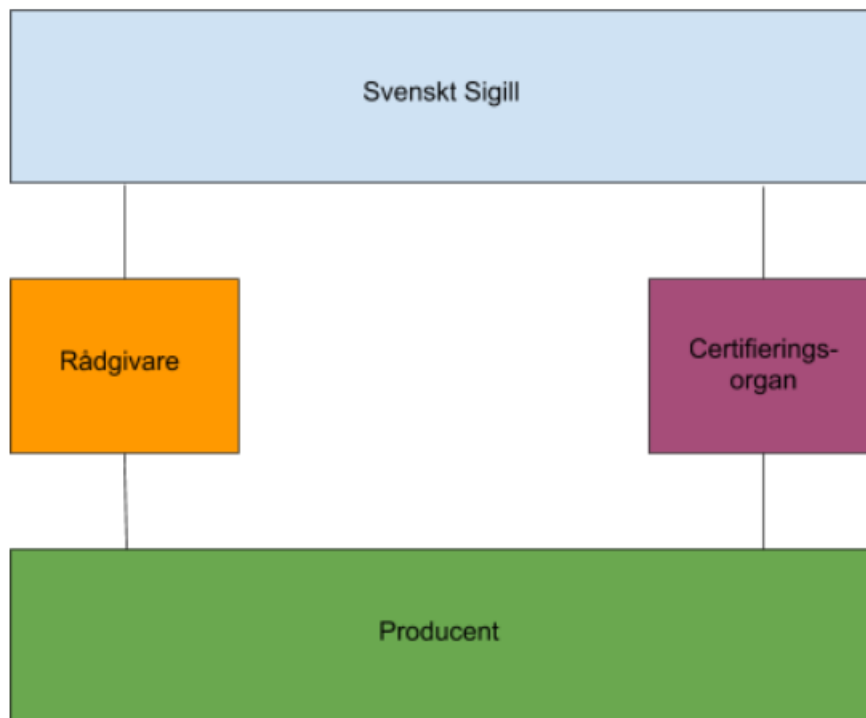 Svenskt Sigill
Rådgivare
Certifierings-
organ
Producent